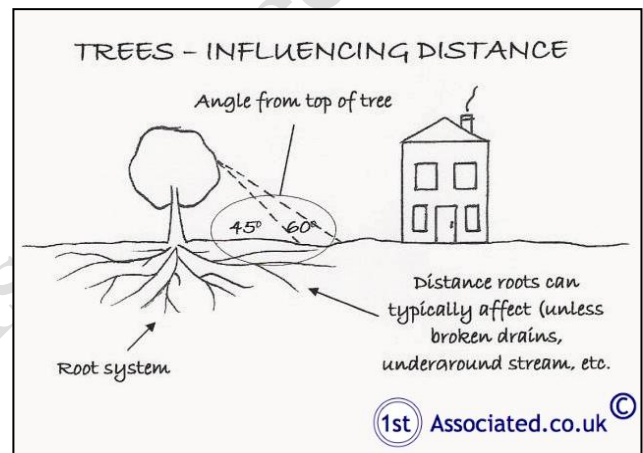 TREES – INFLUENCING DISTANCE
Angle from top of tree
45° 60°
Distance roots can
typically affect (unless
broken drains,
underground stream, etc.
Root system
1st Associated.co.uk ©